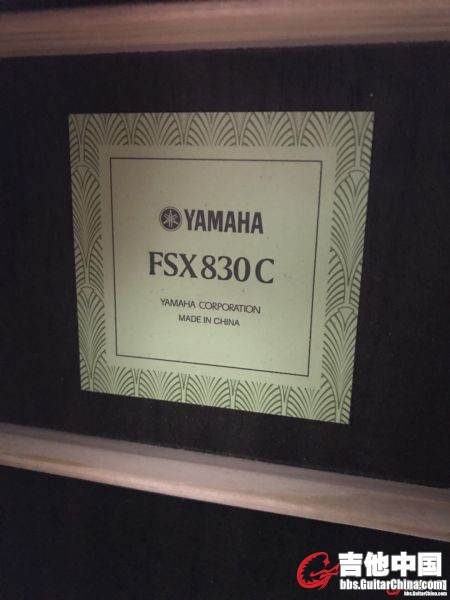 YAMAHA
FSX830C
YAMAHA CORPORATION
MADE IN CHINA
吉他中国
bbs.GuitarChina.com